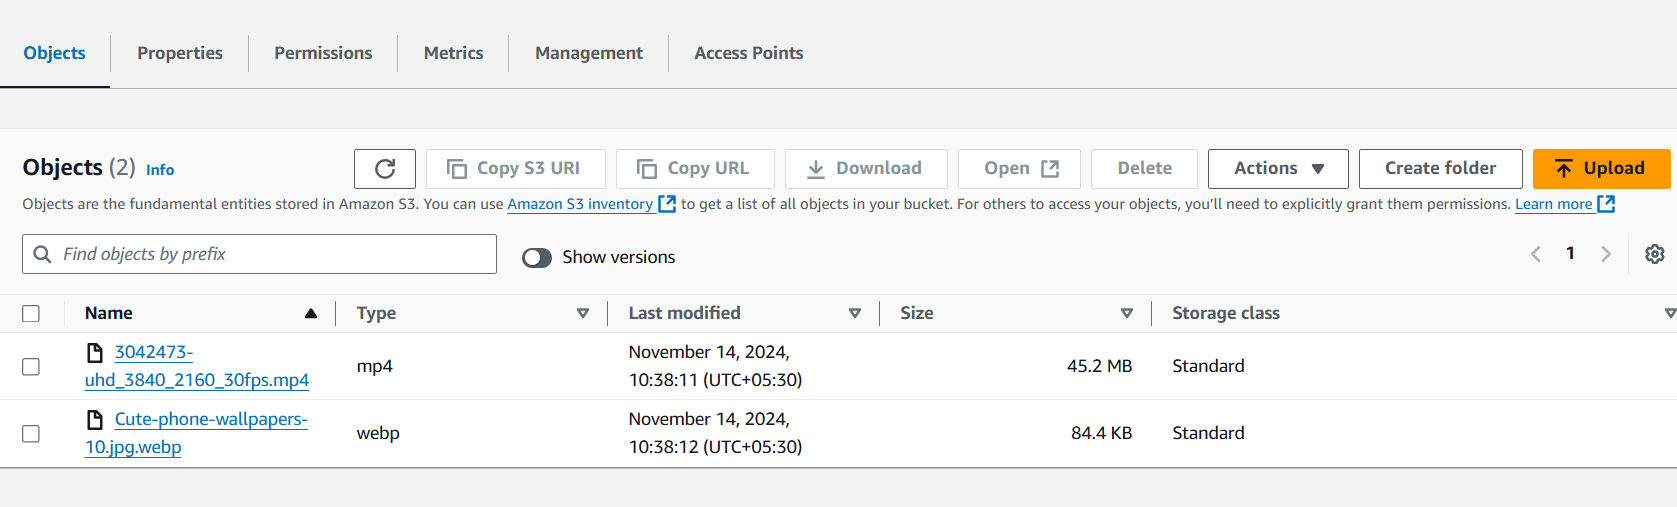 Objects Properties Permissions Metrics Management Access Points
Objects (2) Info Copy S3 URI Copy URL Download Open Delete Actions Create folder Upload
Objects are the fundamental entities stored in Amazon S3. You can use Amazon S3 inventory to get a list of all objects in your bucket. For others to access your objects, you’ll need to explicitly grant them permissions. Learn more
Find objects by prefix Show versions 1
Name Type Last modified Size Storage class
3042473-
uhd_3840_2160_30fps.mp4 mp4 November 14, 2024,
10:38:11 (UTC+05:30) 45.2 MB Standard
Cute-phone-wallpapers-
10.jpg.webp webp November 14, 2024,
10:38:12 (UTC+05:30) 84.4 KB Standard